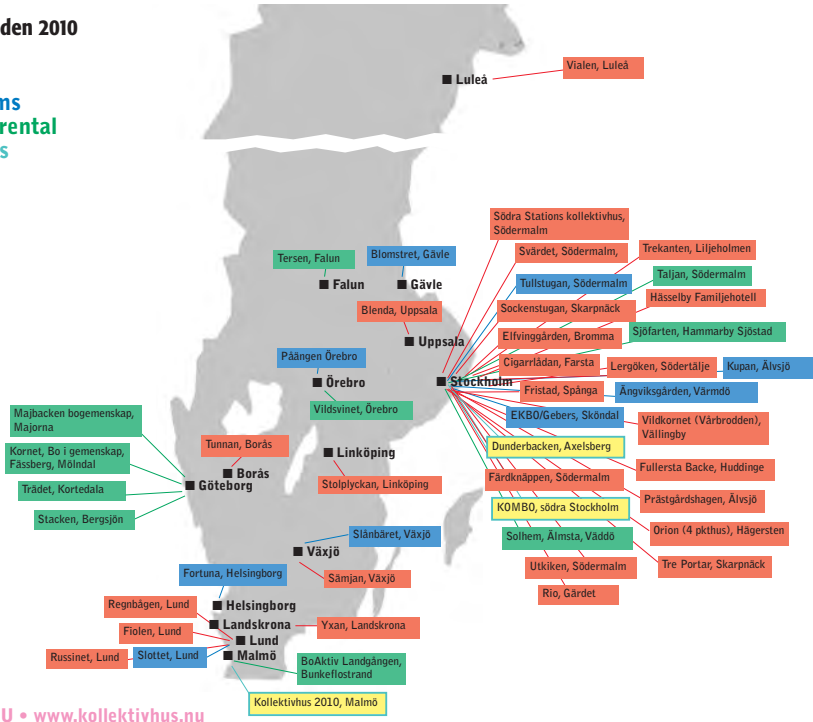 den 2010
ms
rental
s
Luleå
Vialen, Luleå
Södra Stations kollektivhus,
Södermalm
Svärdet, Södermalm,
Trekanten, Liljeholmen
Taljan, Södermalm
Tullstugan, Södermalm
Hässelby Familjehotell
Sockenstugan, Skarpnäck
Sjöfarten, Hammarby Sjöstad
Elfvinggården, Bromma
Cigarrlådan, Farsta
Lergöken, Södertälje
Kupan, Älvsjö
Fristad, Spånga
Ängviksgården, Värmdö
EKBO/Gebers, Sköndal
Vildkornet (Vårbrodden),
Vällingby
Dunderbacken, Axelsberg
Fullersta Backe, Huddinge
Färdknäppen, Södermalm
Prästgårdshagen, Älvsjö
KOMBO, södra Stockholm
Orion (4 pkthus), Hägersten
Solhem, Älmsta, Väddö
Tre Portar, Skarpnäck
Utkiken, Södermalm
Rio, Gärdet
Tersen, Falun
Blomstret, Gävle
Falun
Gävle
Blenda, Uppsala
Uppsala
Påängen Örebro
Örebro
Stockholm
Vildsvinet, Örebro
Majbacken bogemenskap,
Majorna
Kornet, Bo i gemenskap,
Fässberg, Mölndal
Trädet, Kortedala
Stacken, Bergsjön
Tunnan, Borås
Borås
Göteborg
Linköping
Stolplyckan, Linköping
Slånbäret, Växjö
Växjö
Sämjan, Växjö
Fortuna, Helsingborg
Helsingborg
Regnbågen, Lund
Landskrona
Yxan, Landskrona
Fiolen, Lund
Lund
Russinet, Lund
Slottet, Lund
Malmö
BoAktiv Landgången,
Bunkeflostrand
Kollektivhus 2010, Malmö
U • www.kollektivhus.nu